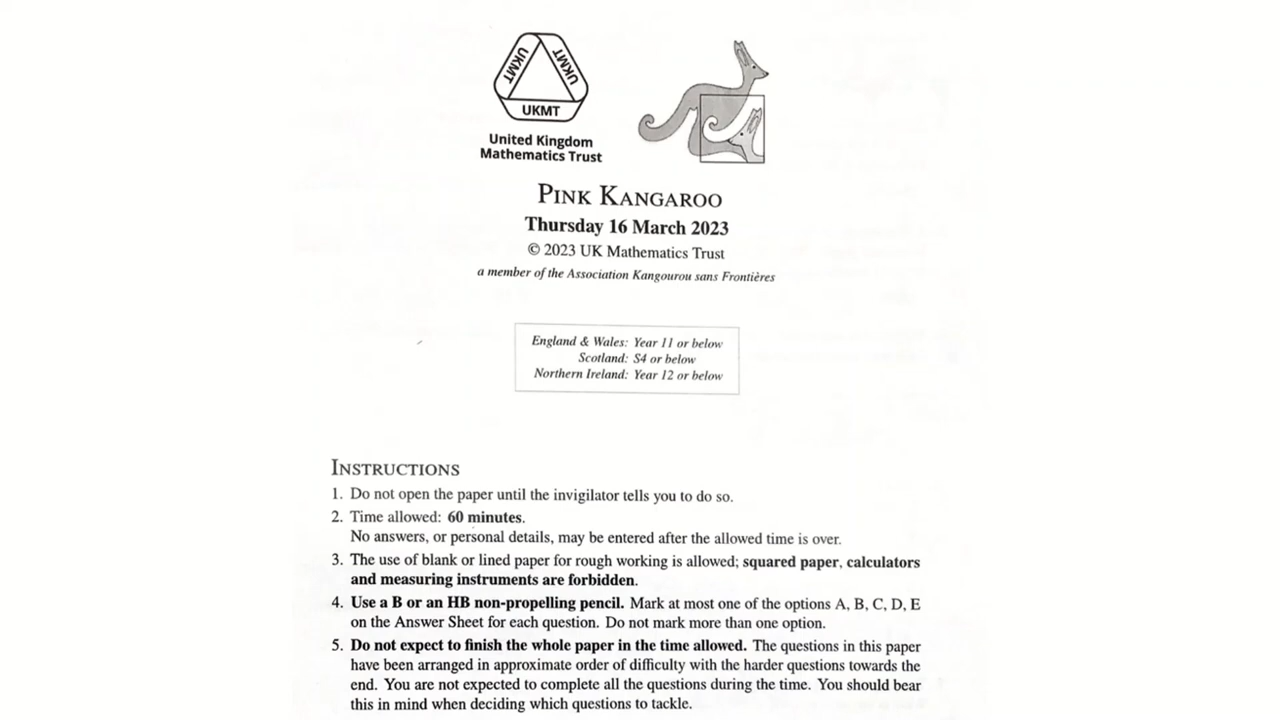 UKMT
UKMT
UKMT
United Kingdom
Mathematics Trust
PINK KANGAROO
Thursday 16 March 2023
© 2023 UK Mathematics Trust
a member of the Association Kangourou sans Frontières
England & Wales: Year 11 or below
Scotland: S4 or below
Northern Ireland: Year 12 or below
INSTRUCTIONS
1. Do not open the paper until the invigilator tells you to do so.
2. Time allowed: 60 minutes.
No answers, or personal details, may be entered after the allowed time is over.
3. The use of blank or lined paper for rough working is allowed; squared paper, calculators
and measuring instruments are forbidden.
4. Use a B or an HB non-propelling pencil. Mark at most one of the options A, B, C, D, E
on the Answer Sheet for each question. Do not mark more than one option.
5. Do not expect to finish the whole paper in the time allowed. The questions in this paper
have been arranged in approximate order of difficulty with the harder questions towards the
end. You are not expected to complete all the questions during the time. You should bear
this in mind when deciding which questions to tackle.